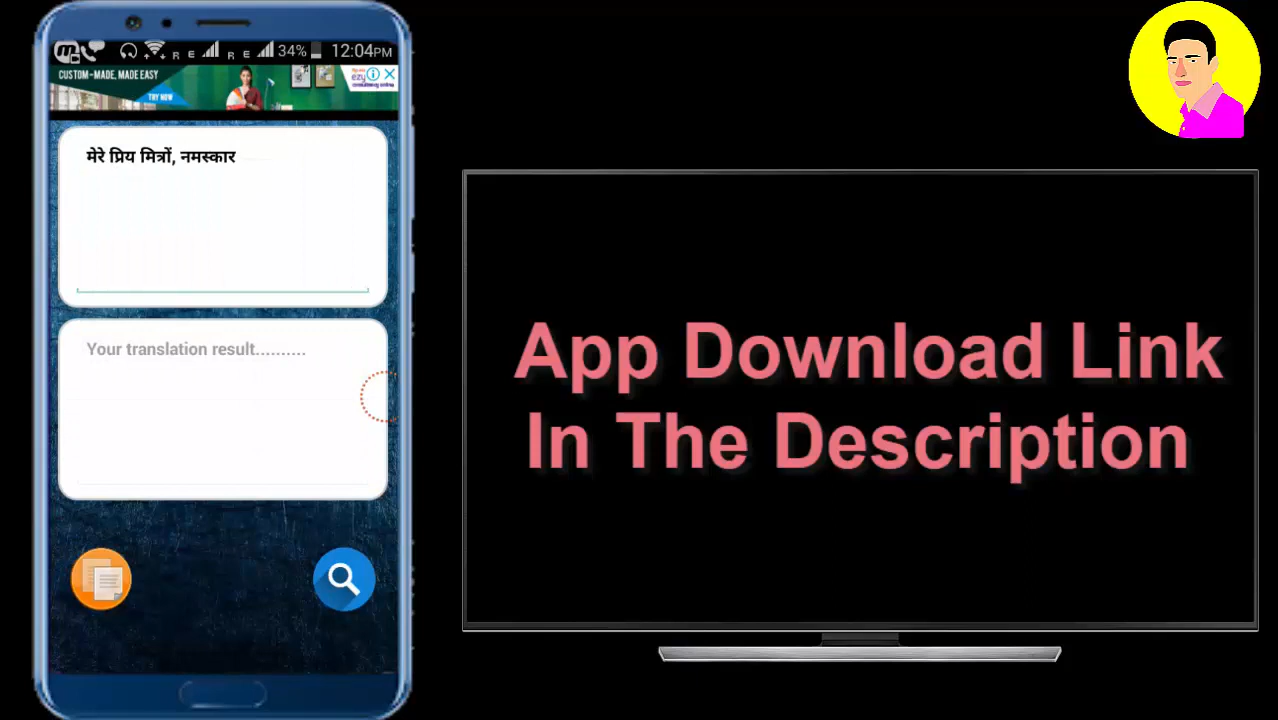 R E R E 34% 12:04PM
CUSTOM-MADE, MADE EASY
TRY NOW
ezy
मेरे प्रिय मित्रों, नमस्कार
Your translation result..........
App Download Link
In The Description